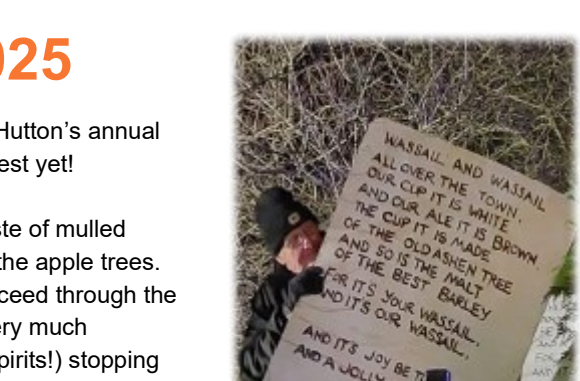 025
Hutton's annual
est yet!
ste of mulled
the apple trees.
ceed through the
ery much
pirits!) stopping
WASSAIL AND WASSAIL
ALL OVER THE TOWN.
OUR CUP IT IS WHITE
AND OUR ALE IT IS BROWN.
THE CUP IT IS MADE
OF THE OLD ASHEN TREE
AND SO IS THE MALT
OF THE BEST BARLEY
FOR IT'S YOUR WASSAIL,
AND IT'S OUR WASSAIL,
AND IT'S JOY BE T
AND A JOLLY